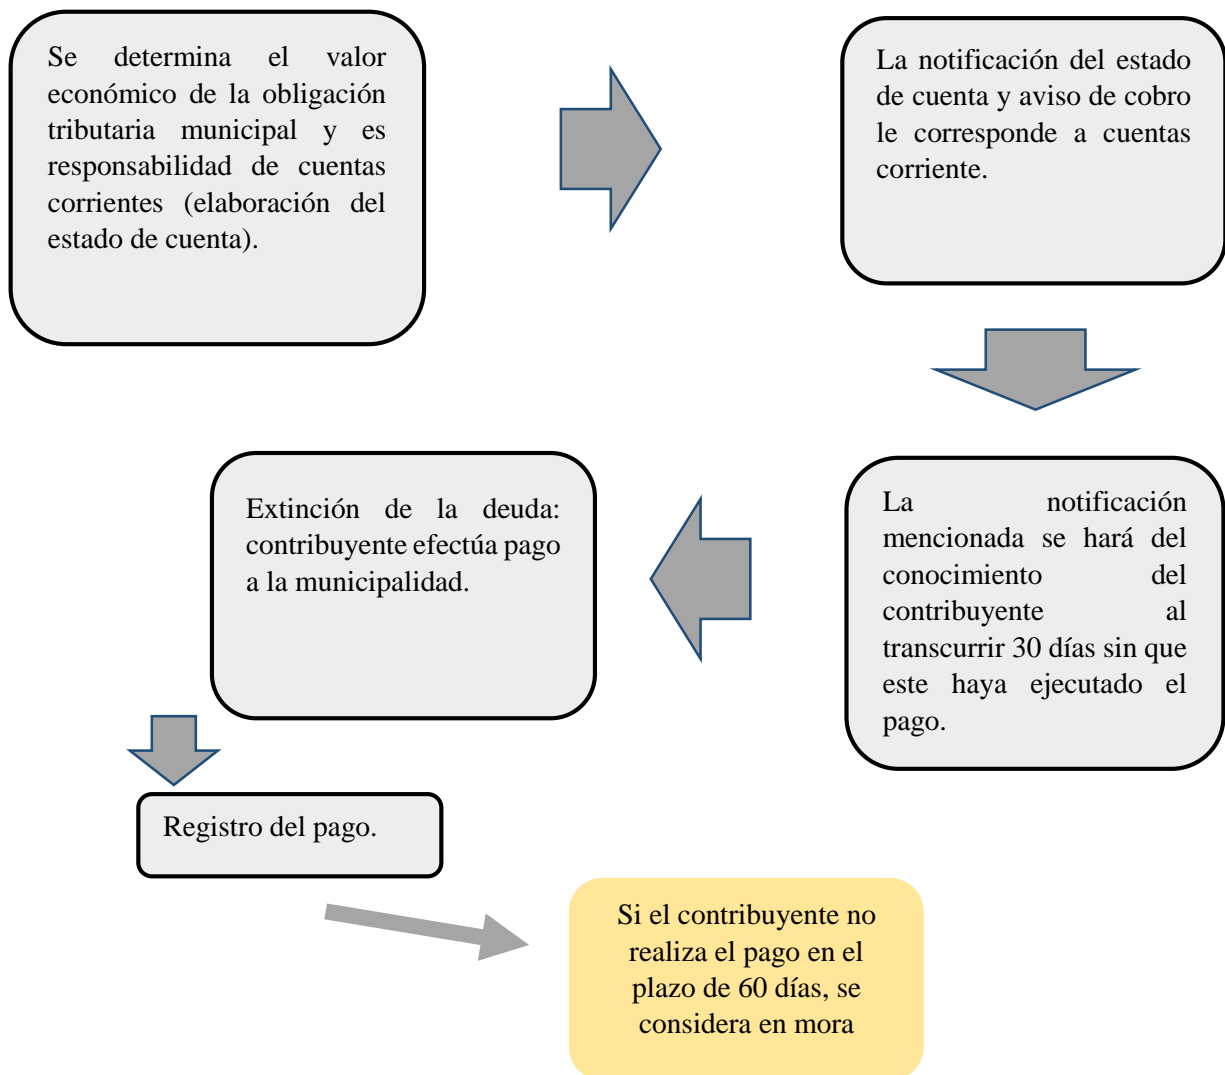 Se determina el valor
económico de la obligación
tributaria municipal y es
responsabilidad de cuentas
corrientes (elaboración del
estado de cuenta).
La notificación del estado
de cuenta y aviso de cobro
le corresponde a cuentas
corriente.
La notificación
mencionada se hará del
conocimiento del
contribuyente al
transcurrir 30 días sin que
este haya ejecutado el
pago.
Extinción de la deuda:
contribuyente efectúa pago
a la municipalidad.
Registro del pago.
Si el contribuyente no
realiza el pago en el
plazo de 60 días, se
considera en mora